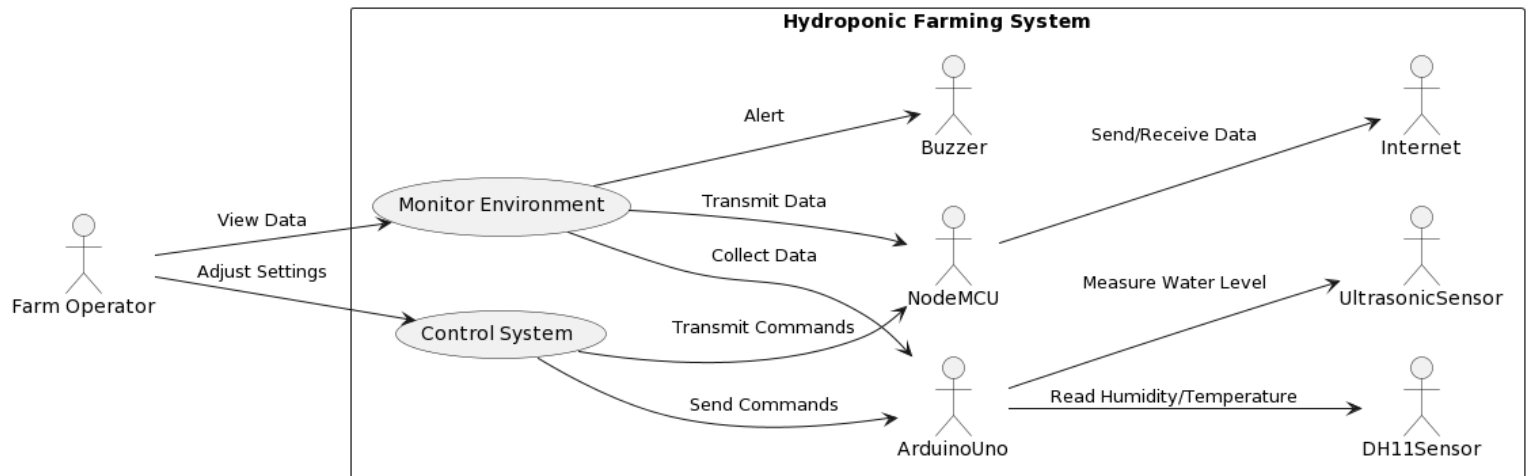 Hydroponic Farming System
Alert
Buzzer
Send/Receive Data
Internet
Monitor Environment
Transmit Data
View Data
Collect Data
Adjust Settings
Farm Operator
NodeMCU
Measure Water Level
UltrasonicSensor
Control System
Transmit Commands
Send Commands
Read Humidity/Temperature
ArduinoUno
DH11Sensor